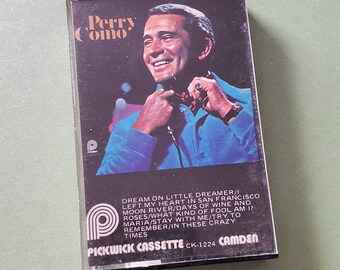 Perry
Como
DREAM ON LITTLE DREAMER/I
LEFT MY HEART IN SAN FRANCISCO
MOON RIVER/DAYS OF WINE AND
ROSES/WHAT KIND OF FOOL AM I?
MARIA/STAY WITH ME/TRY TO
REMEMBER/IN THESE CRAZY
TIMES
PICKWICK CASSETTE CK-1224 CAMDEN